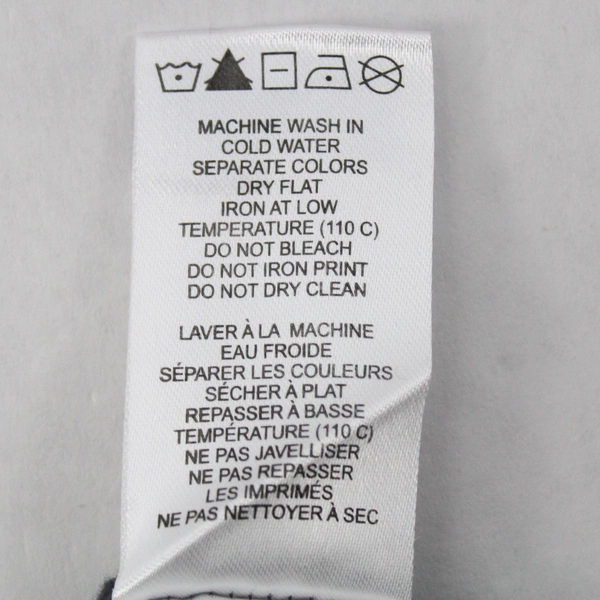 MACHINE WASH IN
COLD WATER
SEPARATE COLORS
DRY FLAT
IRON AT LOW
TEMPERATURE (110 C)
DO NOT BLEACH
DO NOT IRON PRINT
DO NOT DRY CLEAN
LAVER À LA MACHINE
EAU FROIDE
SÉPARER LES COULEURS
SÉCHER À PLAT
REPASSER À BASSE
TEMPÉRATURE (110 C)
NE PAS JAVELLISER
NE PAS REPASSER
LES IMPRIMÉS
NE PAS NETTOYER À SEC